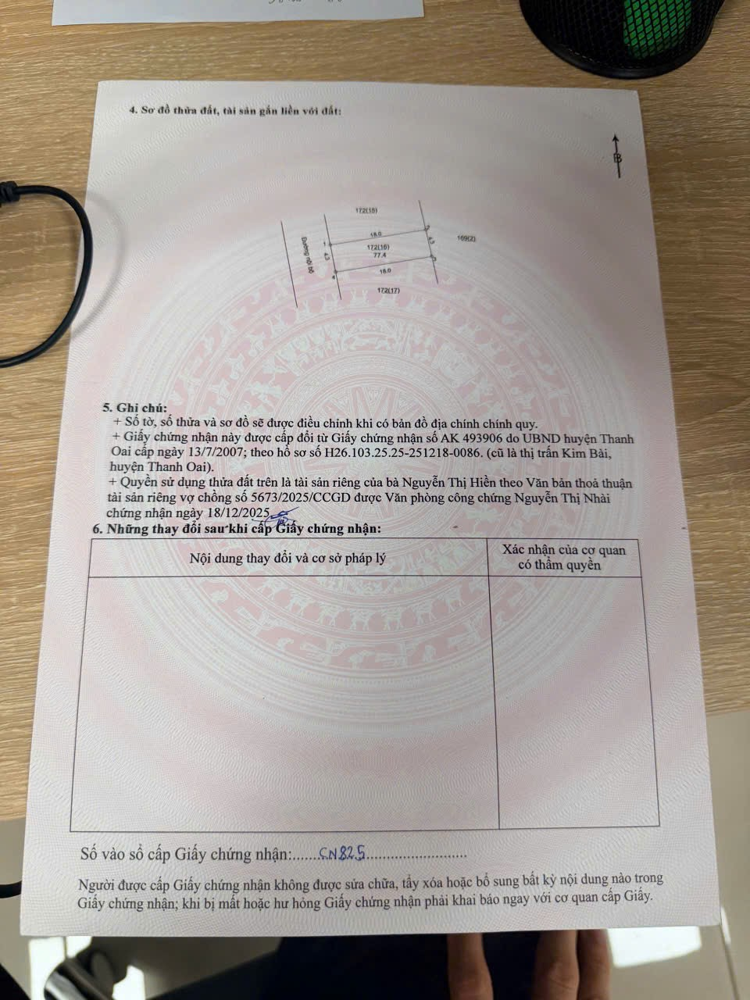 4. Sơ đồ thửa đất, tài sản gắn liền với đất:
B
172(15)
18.0
2
169(2)
1
172(16)
4.3
Đường nội bộ
4.3
77.4
3
18.0
4
172(17)
5. Ghi chú:
+ Số tờ, số thửa và sơ đồ sẽ được điều chỉnh khi có bản đồ địa chính chính quy.
+ Giấy chứng nhận này được cấp đổi từ Giấy chứng nhận số AK 493906 do UBND huyện Thanh
Oai cấp ngày 13/7/2007; theo hồ sơ số H26.103.25.25-251218-0086. (cũ là thị trấn Kim Bài,
huyện Thanh Oai).
+ Quyền sử dụng thửa đất trên là tài sản riêng của bà Nguyễn Thị Hiền theo Văn bản thoả thuận
tài sản riêng vợ chồng số 5673/2025/CCGD được Văn phòng công chứng Nguyễn Thị Nhài
chứng nhận ngày 18/12/2025
6. Những thay đổi sau khi cấp Giấy chứng nhận:
Nội dung thay đổi và cơ sở pháp lý
Xác nhận của cơ quan
có thẩm quyền
Số vào sổ cấp Giấy chứng nhận:.......CN825.........................
Người được cấp Giấy chứng nhận không được sửa chữa, tẩy xóa hoặc bổ sung bất kỳ nội dung nào trong
Giấy chứng nhận; khi bị mất hoặc hư hỏng Giấy chứng nhận phải khai báo ngay với cơ quan cấp Giấy.